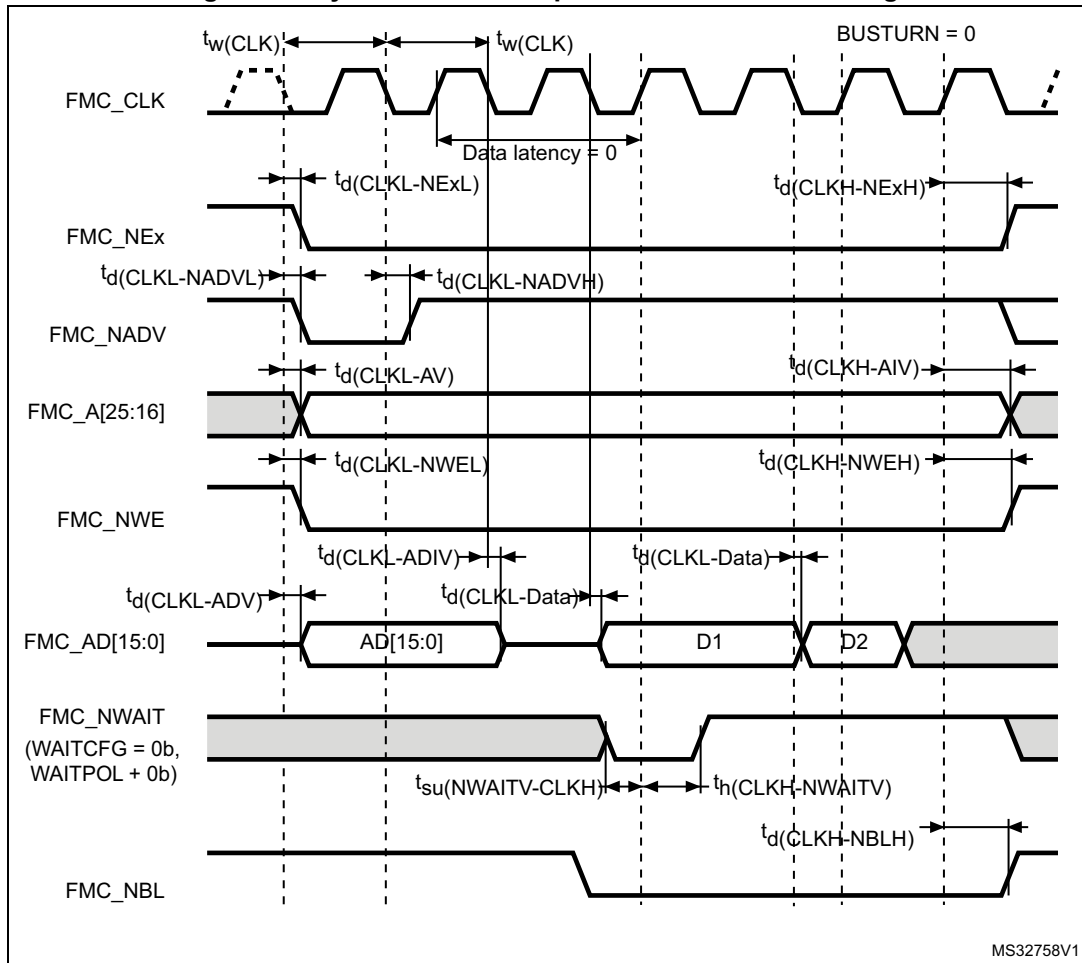 tw(CLK)
tw(CLK)
BUSTURN = 0
FMC_CLK
Data latency = 0
td(CLKL-NExL)
td(CLKH-NExH)
FMC_NEx
td(CLKL-NADVL)
td(CLKL-NADVH)
FMC_NADV
td(CLKL-AV)
td(CLKH-AIV)
FMC_A[25:16]
td(CLKL-NWEL)
td(CLKH-NWEH)
FMC_NWE
td(CLKL-ADIV)
td(CLKL-Data)
td(CLKL-ADV)
td(CLKL-Data)
FMC_AD[15:0]
AD[15:0]
D1
D2
FMC_NWAIT
(WAITCFG = 0b,
WAITPOL + 0b)
tsu(NWAITV-CLKH)
th(CLKH-NWAITV)
td(CLKH-NBLH)
FMC_NBL
MS32758V1